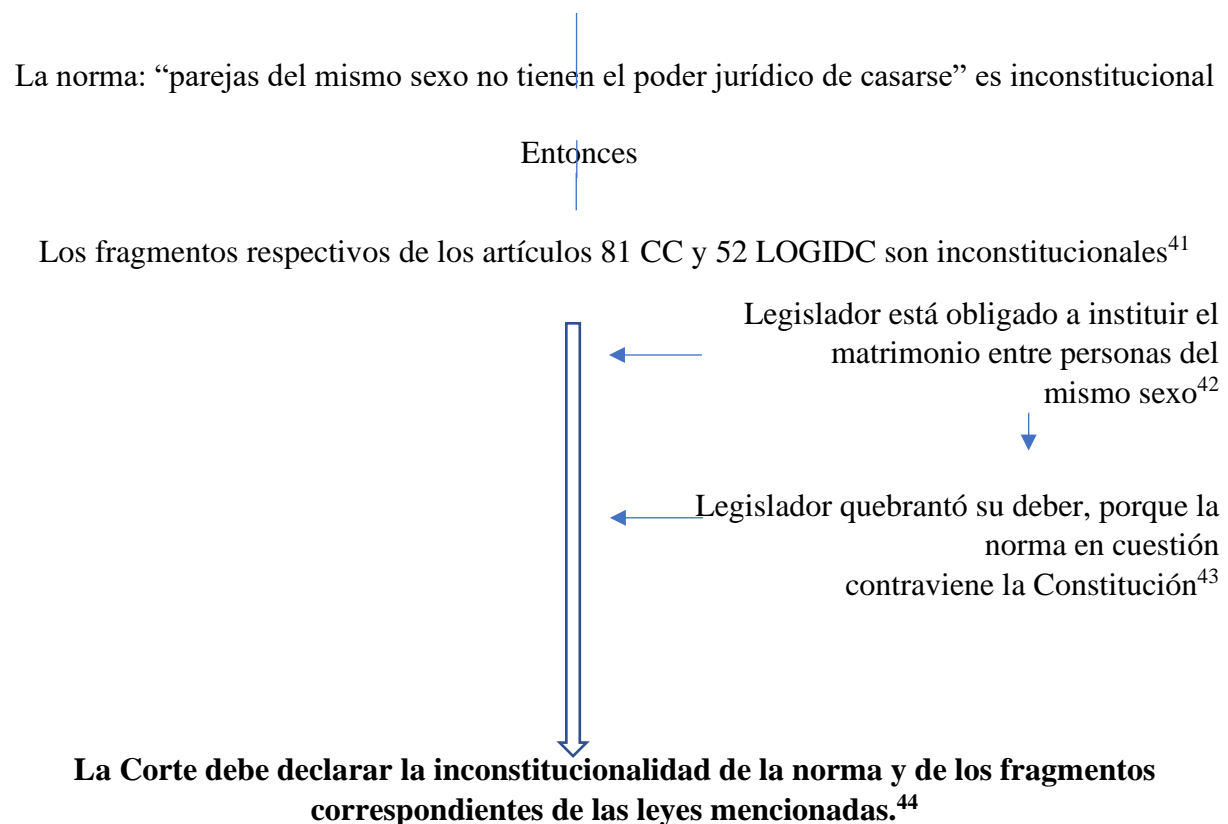 La norma: “parejas del mismo sexo no tienen el poder jurídico de casarse” es inconstitucional
Entonces
Los fragmentos respectivos de los artículos 81 CC y 52 LOGIDC son inconstitucionales41
Legislador está obligado a instituir el
matrimonio entre personas del
mismo sexo42
Legislador quebrantó su deber, porque la
norma en cuestión
contraviene la Constitución43
La Corte debe declarar la inconstitucionalidad de la norma y de los fragmentos
correspondientes de las leyes mencionadas.44